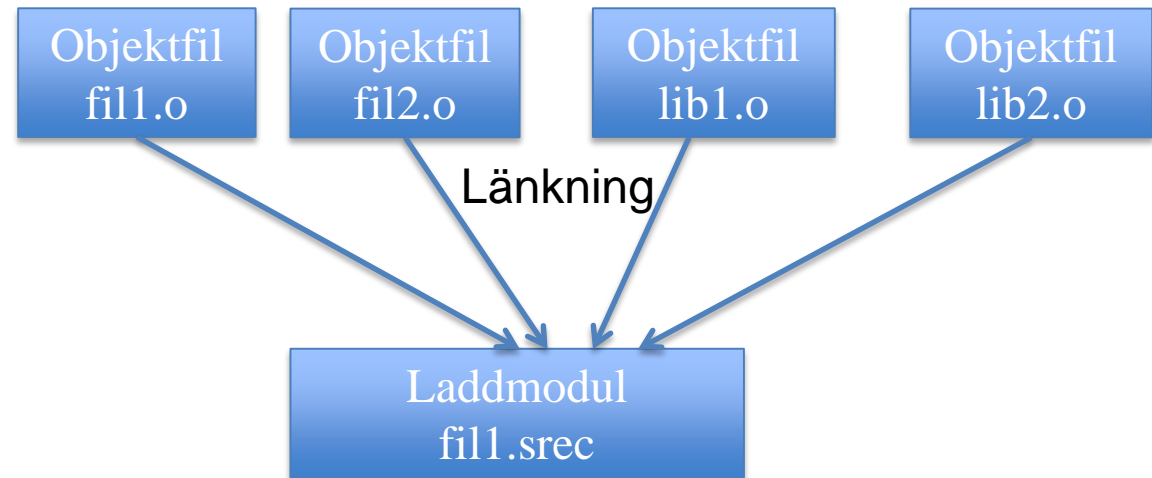 Objektfil
fil1.o
Objektfil
fil2.o
Objektfil
lib1.o
Objektfil
lib2.o
Länkning
Laddmodul
fil1.srec